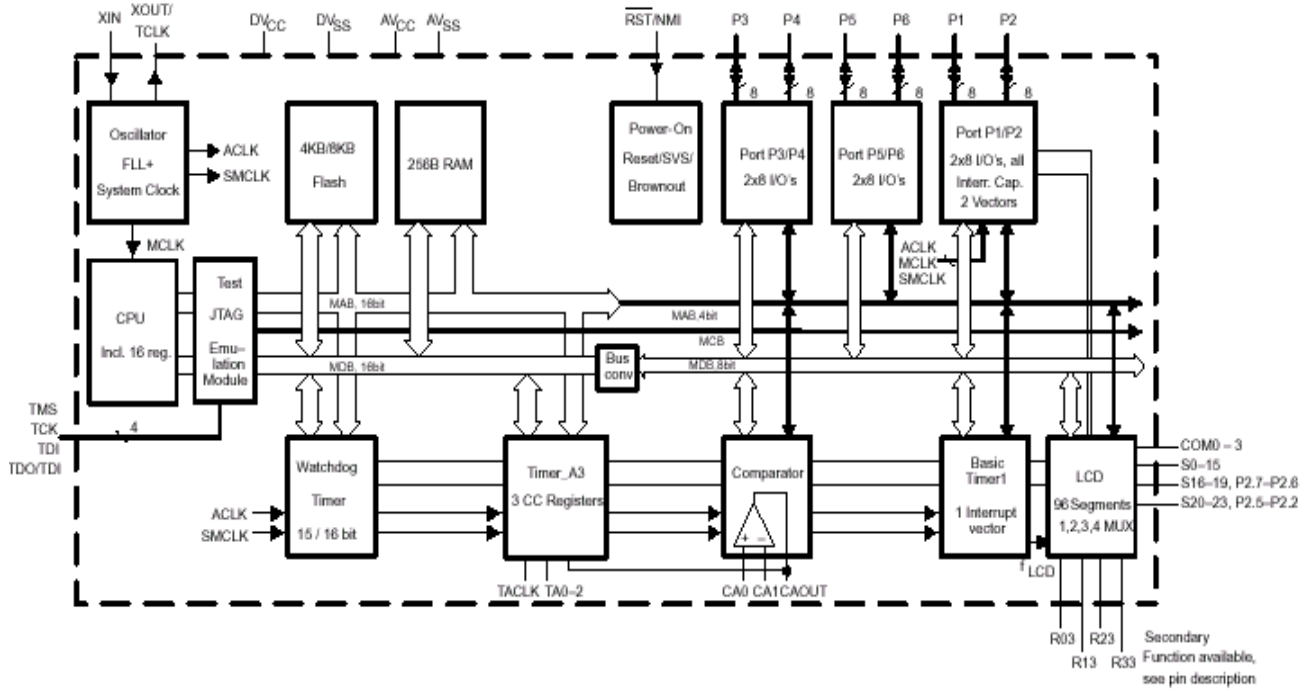 XIN
XOUT/
TCLK
DVCC
DVSS
AVCC
AVSS
RST/NMI
P3
P4
P5
P6
P1
P2
8
8
8
8
8
8
Oscillator
FLL+
System Clock
ACLK
SMCLK
4KB/8KB
Flash
256B RAM
Power-On
Reset/SVS/
Brownout
Port P3/P4
2x8 I/O's
Port P5/P6
2x8 I/O's
Port P1/P2
2x8 I/O's, all
Interr. Cap.
2 Vectors
MCLK
ACLK
MCLK
SMCLK
CPU
Incl. 16 reg.
Test
JTAG
Emu–
lation
Module
MAB, 16bit
MAB,4bit
MCB
MDB, 16bit
Bus
conv
MDB,8bit
TMS
TCK
TDI
TDO/TDI
4
Watchdog
Timer
15 / 16 bit
ACLK
SMCLK
Timer_A3
3 CC Registers
Comparator
+ –
Basic
Timer1
1 Interrupt
vector
LCD
96 Segments
1,2,3,4 MUX
fLCD
COM0 – 3
S0–15
S16–19, P2.7–P2.6
S20–23, P2.5–P2.2
TACLK TA0–2
CA0 CA1 CAOUT
R03
R13
R23
R33
Secondary
Function available,
see pin description